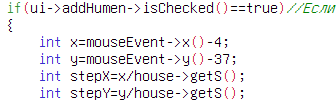 if(ui->addHumen->isChecked()==true)//Если
{
    int x=mouseEvent->x()-4;
    int y=mouseEvent->y()-37;
    int stepX=x/house->getS();
    int stepY=y/house->getS();